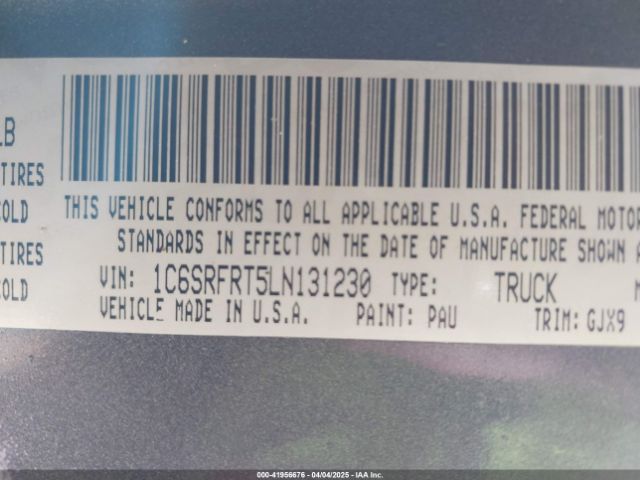 LB
TIRES
COLD
TIRES
COLD
THIS VEHICLE CONFORMS TO ALL APPLICABLE U.S.A. FEDERAL MOTOR
STANDARDS IN EFFECT ON THE DATE OF MANUFACTURE SHOWN A
VIN: 1C6SRFRT5LN131230 TYPE: TRUCK
VEHICLE MADE IN U.S.A. PAINT: PAU TRIM: GJX9
000-41956676 | 04/04/2025 - IAA Inc.